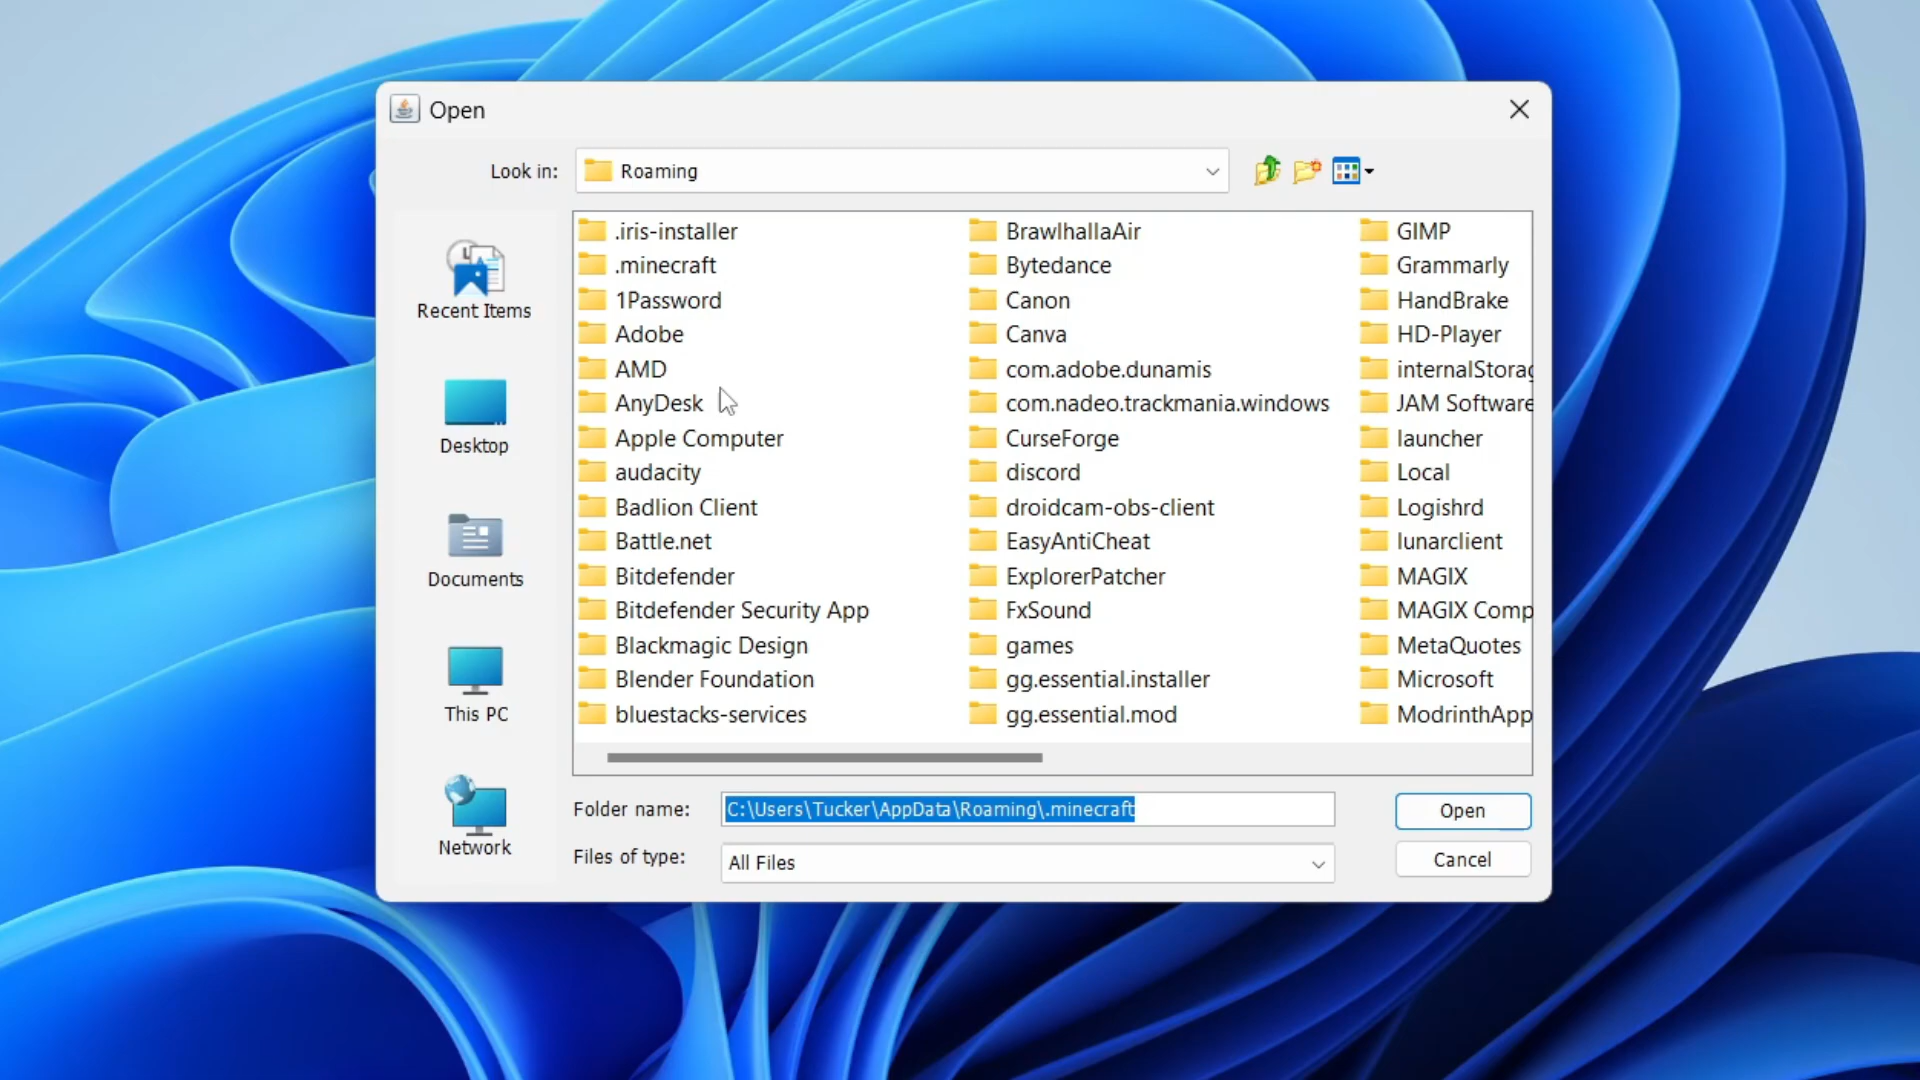 Open
Look in: Roaming
Recent Items
Desktop
Documents
This PC
Network
.iris-installer
.minecraft
1Password
Adobe
AMD
AnyDesk
Apple Computer
audacity
Badlion Client
Battle.net
Bitdefender
Bitdefender Security App
Blackmagic Design
Blender Foundation
bluestacks-services
BrawlhallaAir
Bytedance
Canon
Canva
com.adobe.dunamis
com.nadeo.trackmania.windows
CurseForge
discord
droidcam-obs-client
EasyAntiCheat
ExplorerPatcher
FxSound
games
gg.essential.installer
gg.essential.mod
GIMP
Grammarly
HandBrake
HD-Player
internalStorag
JAM Software
launcher
Local
Logishrd
lunarclient
MAGIX
MAGIX Comp
MetaQuotes
Microsoft
ModrinthApp
Folder name: C:\Users\Tucker\AppData\Roaming\.minecraft
Open
Files of type: All Files
Cancel